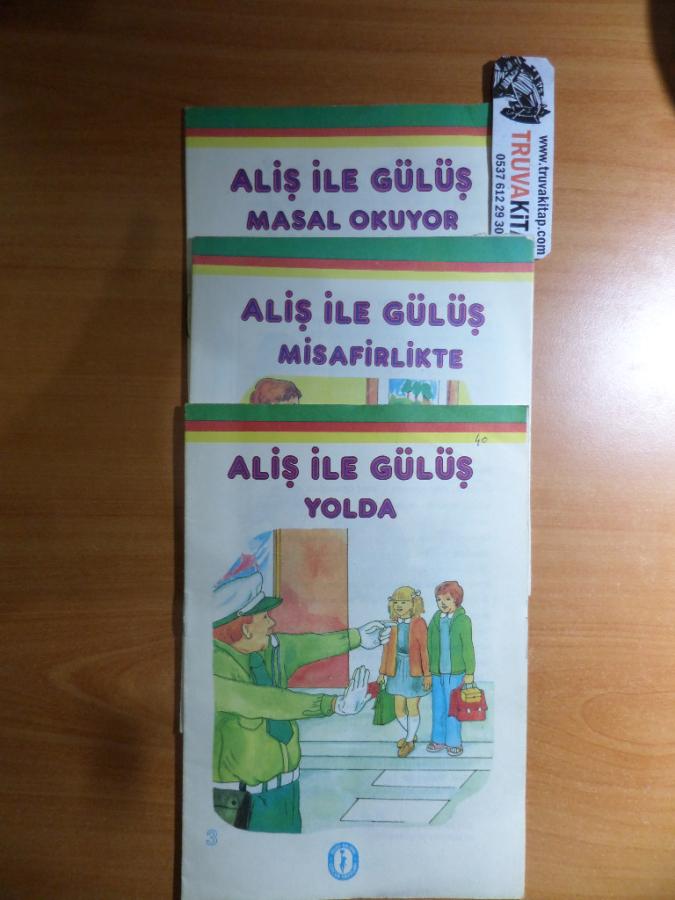 ALİŞ İLE GÜLÜŞ
MASAL OKUYOR
www.truvakitap.com
TRUVAKİTA
0537 612 29 30
ALİŞ İLE GÜLÜŞ
MİSAFİRLİKTE
40
ALİŞ İLE GÜLÜŞ
YOLDA
3